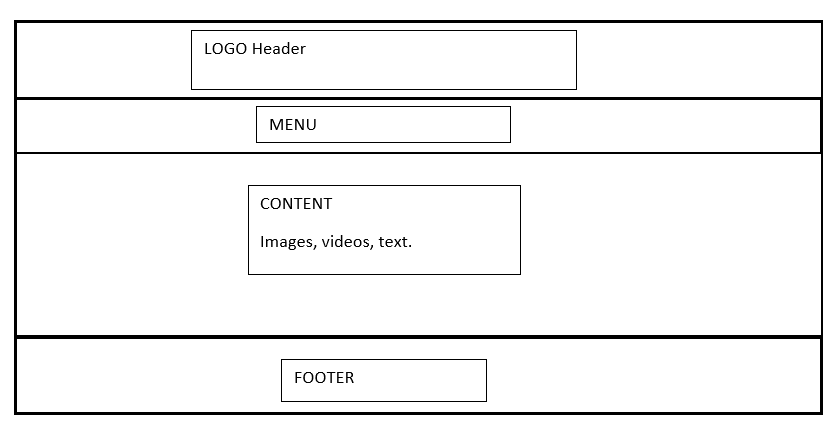 LOGO Header
MENU
CONTENT
Images, videos, text.
FOOTER